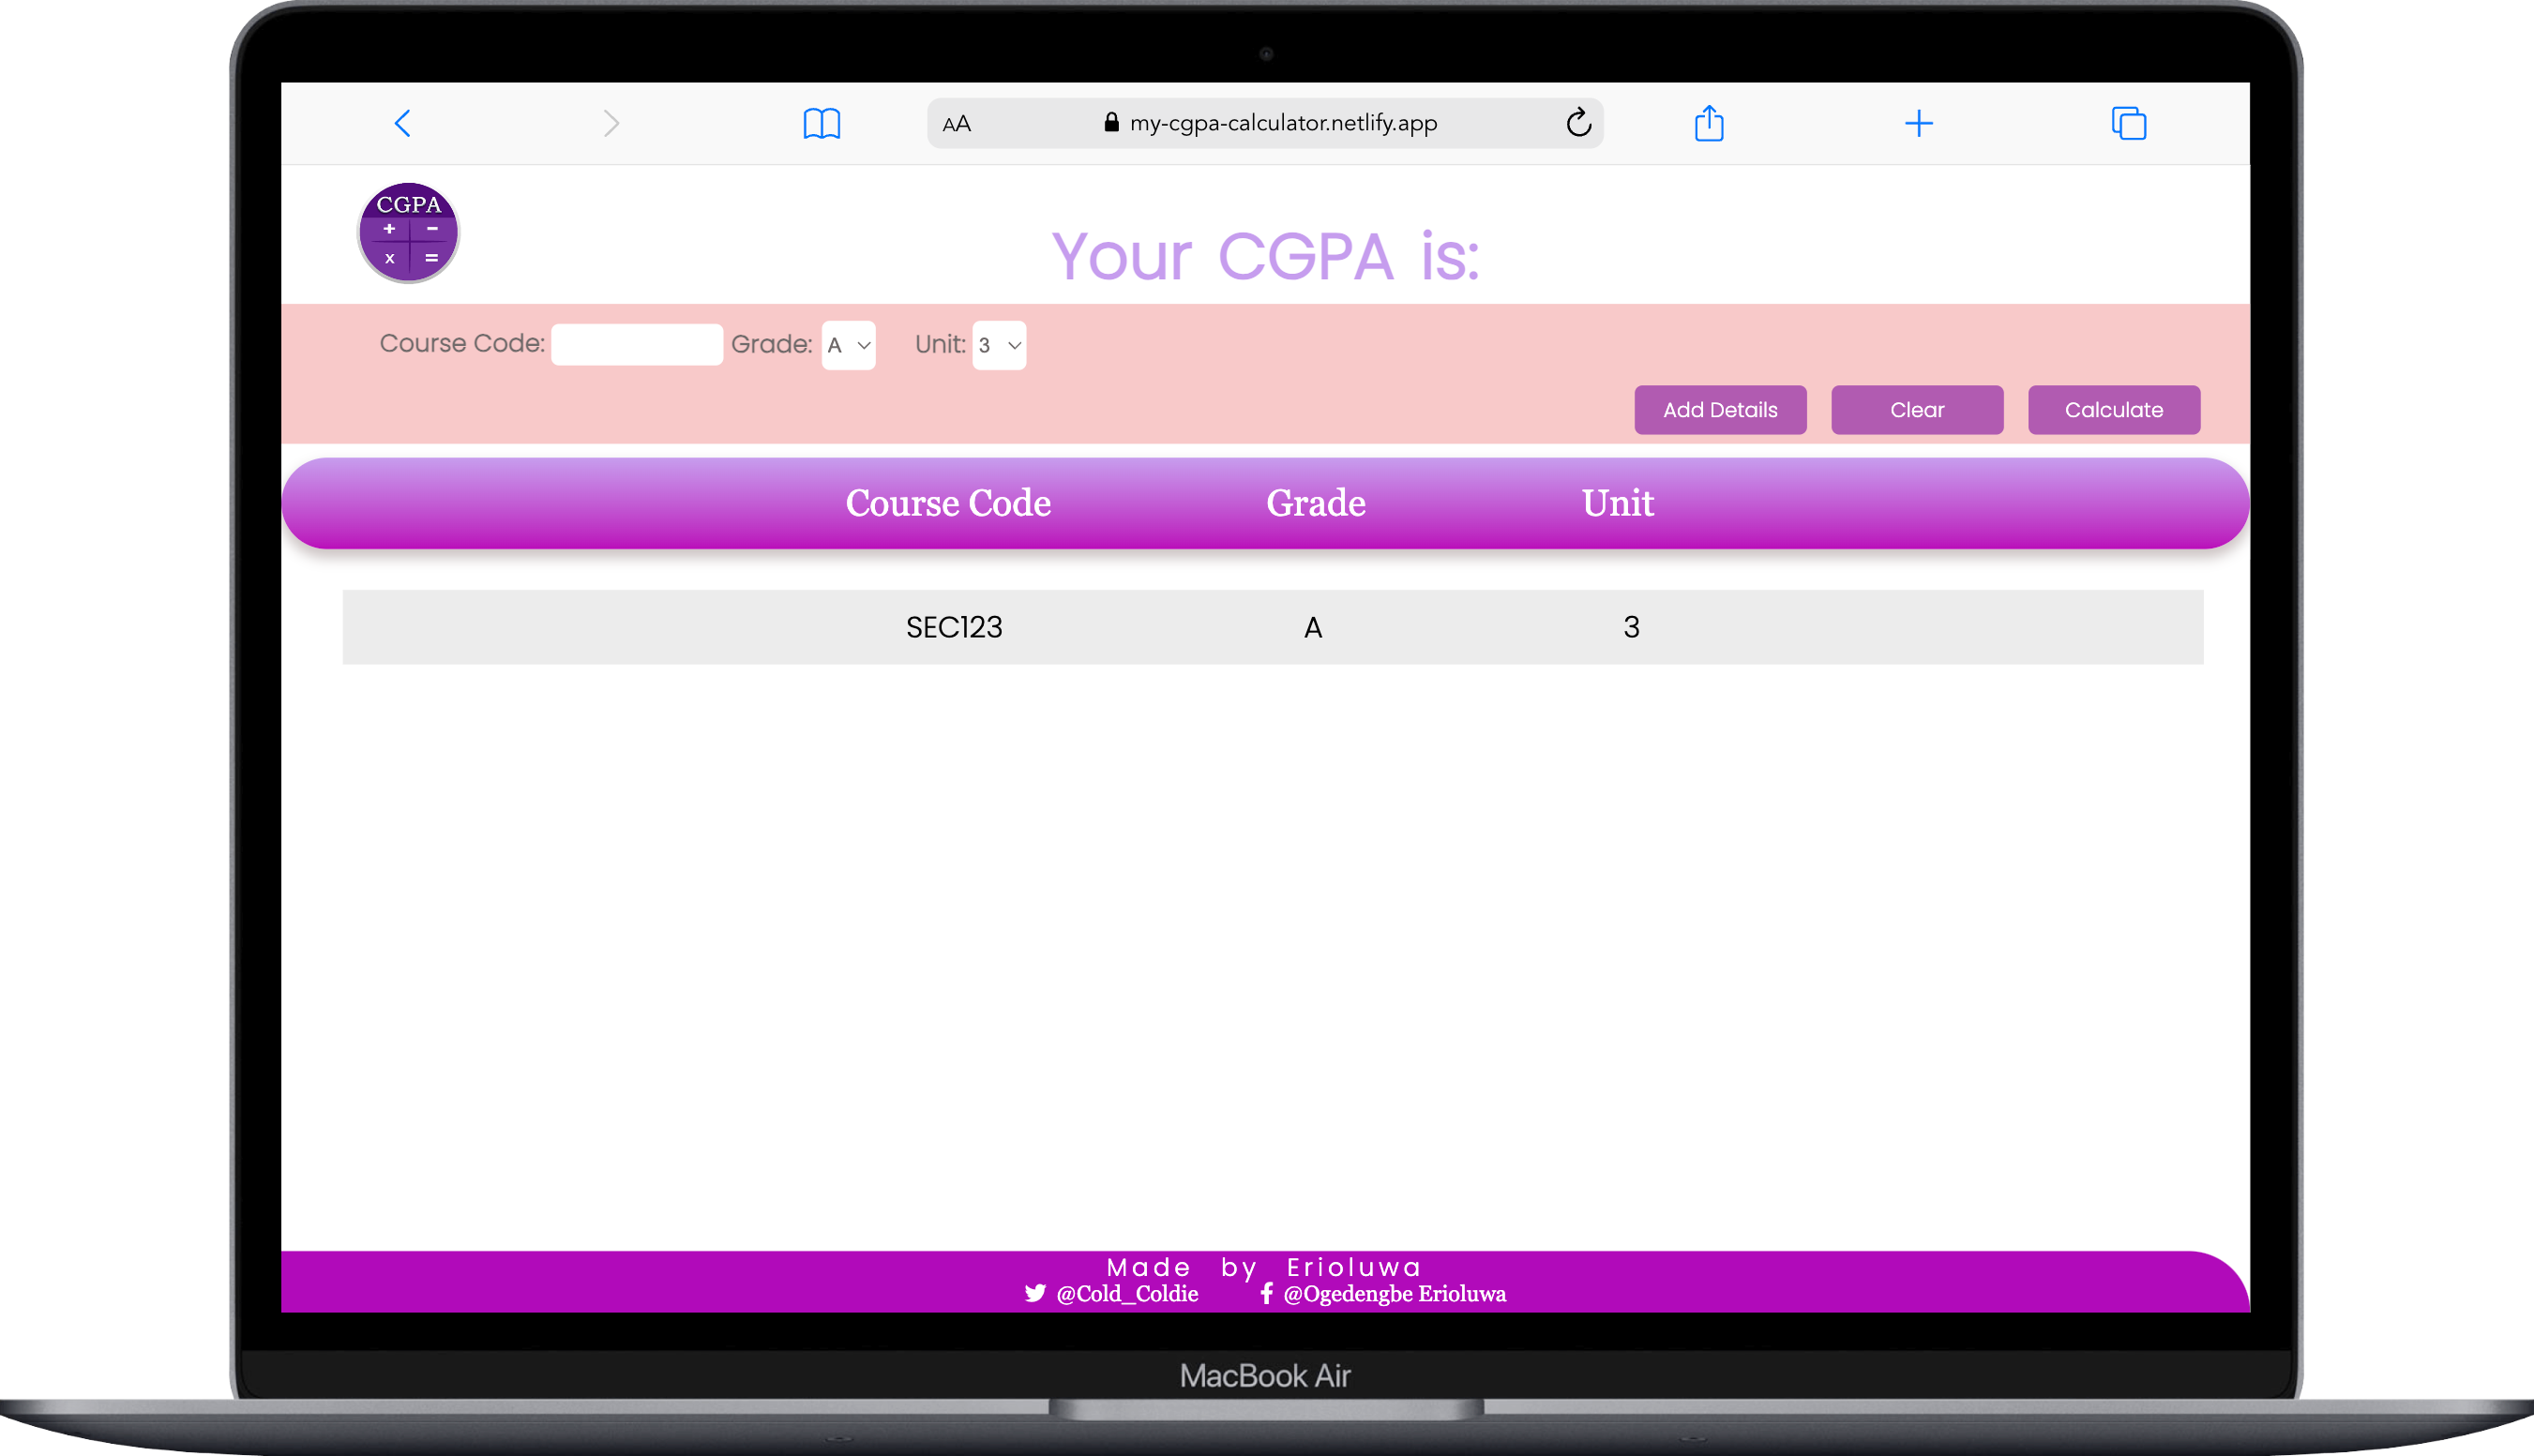 AA my-cgpa-calculator.netlify.app
CGPA
+ −
x =
Your CGPA is:
Course Code: Grade: A Unit: 3
Add Details Clear Calculate
Course Code Grade Unit
SEC123 A 3
Made by Erioluwa
@Cold_Coldie @Ogedengbe Erioluwa
MacBook Air